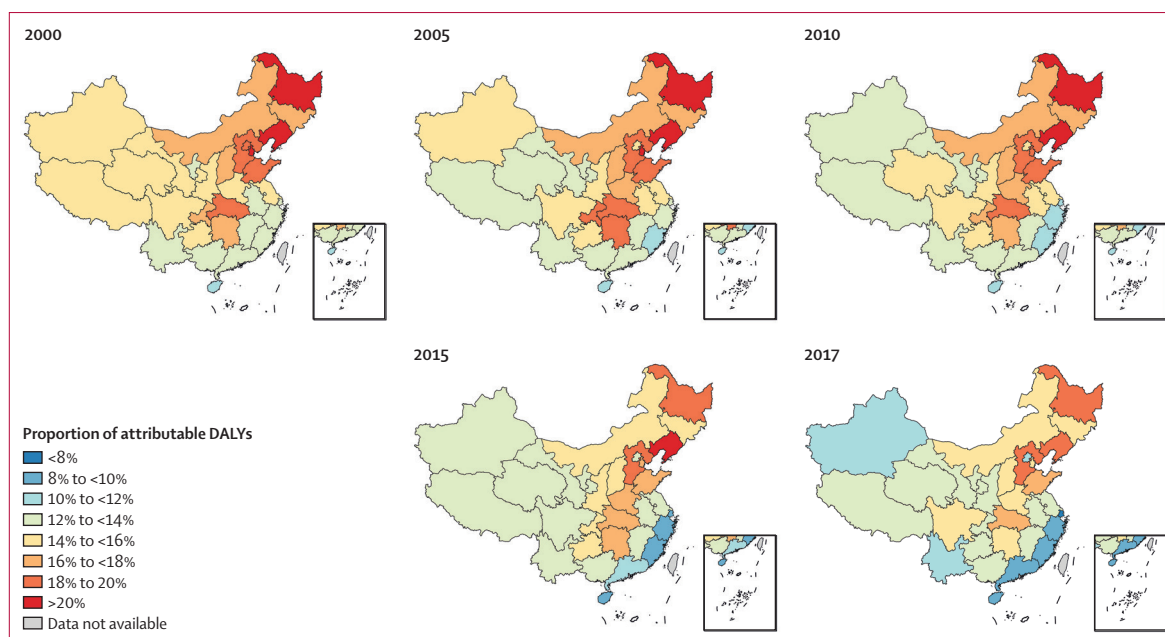 2000
2005
2010
2015
2017
Proportion of attributable DALYs
<8%
8% to <10%
10% to <12%
12% to <14%
14% to <16%
16% to <18%
18% to 20%
>20%
Data not available